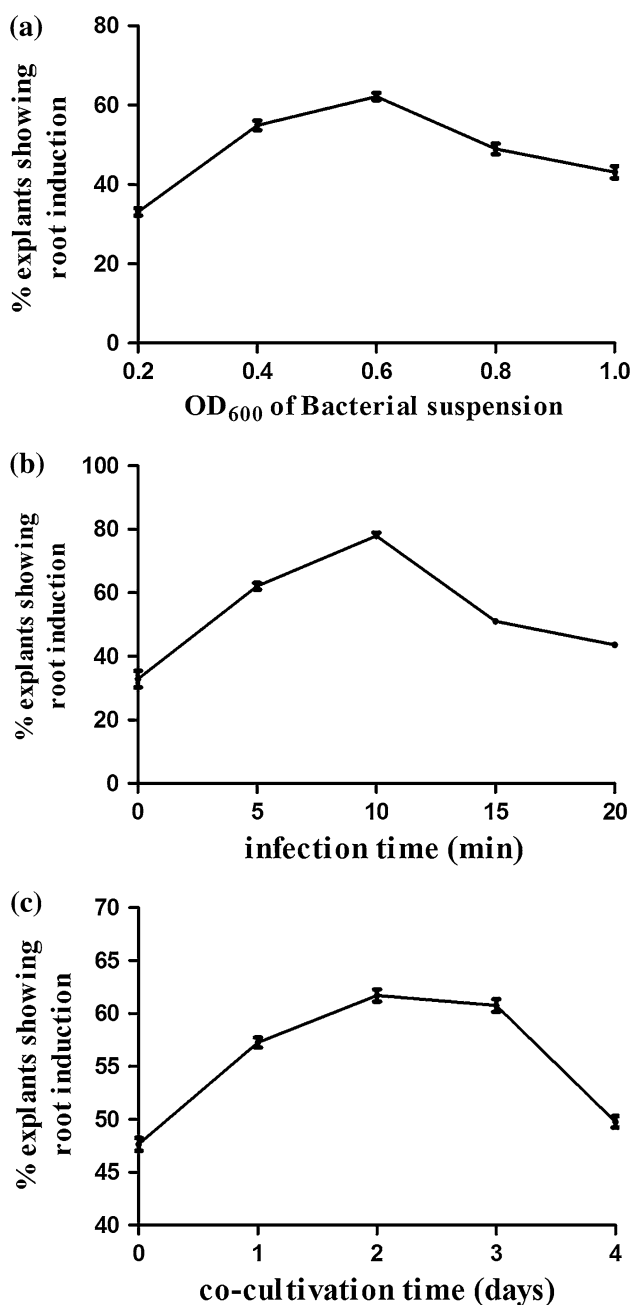 (a)
% explants showing
root induction
80
60
40
20
0
0.2 0.4 0.6 0.8 1.0
OD600 of Bacterial suspension
(b)
% explants showing
root induction
100
80
60
40
20
0
0 5 10 15 20
infection time (min)
(c)
% explants showing
root induction
70
65
60
55
50
45
40
0 1 2 3 4
co-cultivation time (days)